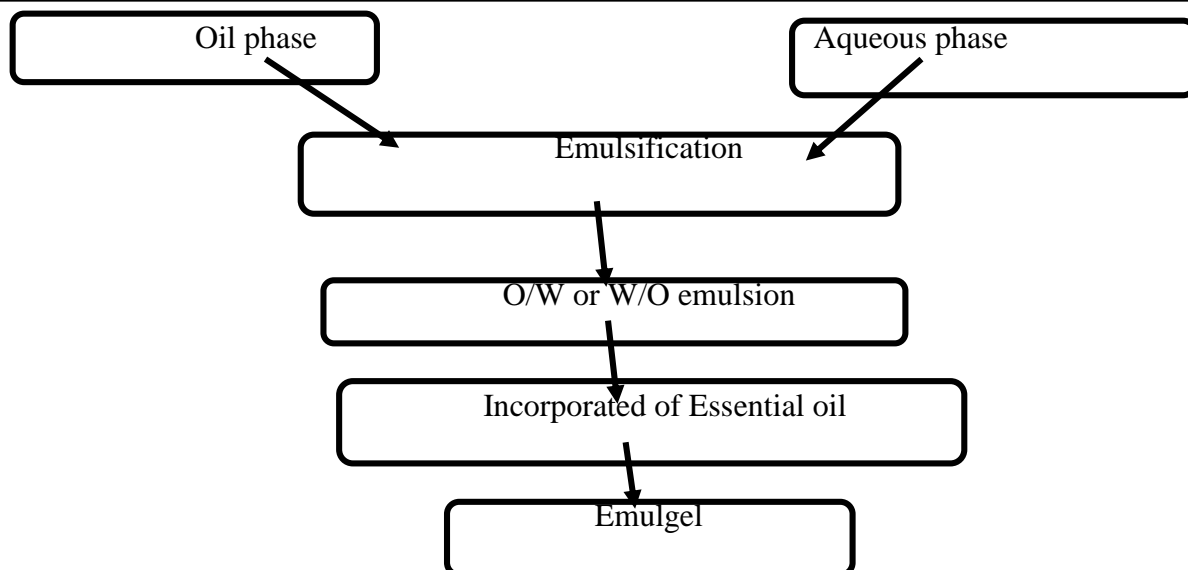 Oil phase
Aqueous phase
Emulsification
O/W or W/O emulsion
Incorporated of Essential oil
Emulgel